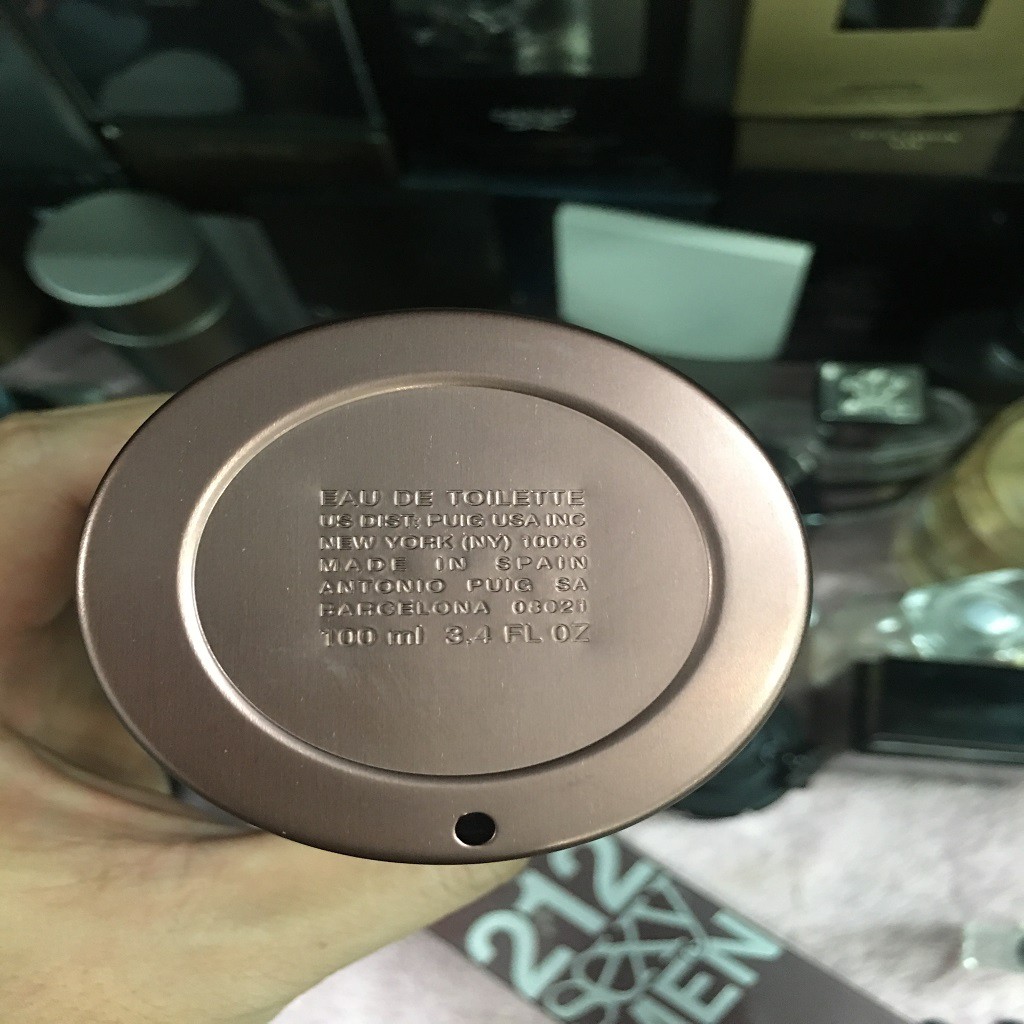 EAU DE TOILETTE
US DIST; PUIG USA INC
NEW YORK (NY) 10016
MADE IN SPAIN
ANTONIO PUIG SA
BARCELONA 08021
100 ml 3,4 FL OZ
212
SEXY
MEN